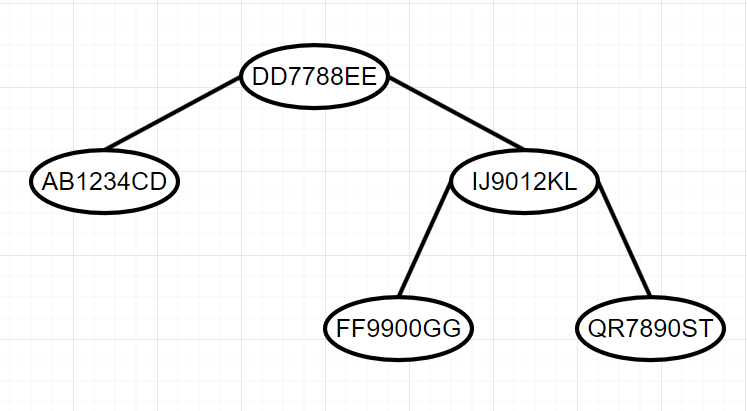 DD7788EE
AB1234CD
IJ9012KL
FF9900GG
QR7890ST